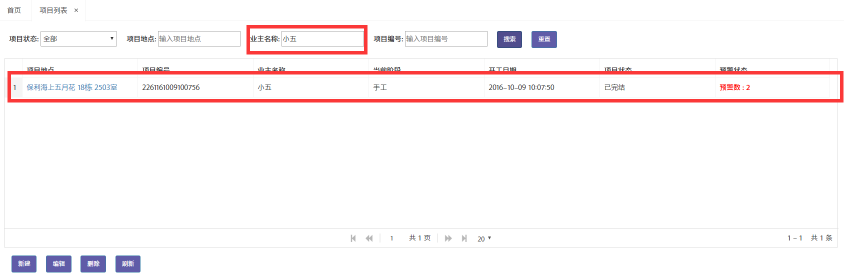 首页 项目列表 ×
项目状态: 全部 项目地点: 输入项目地点 业主名称: 小五 项目编号: 输入项目编号 搜索 重置
项目地点 项目编号 业主名称 当前阶段 开工日期 项目状态 预警状态
1 保利海上五月花 18栋 2503室 2261161009100756 小五 于工 2016-10-09 10:07:50 已完结 预警数 : 2
1 共 1 页 20 1 - 1 共 1 条
新建 编辑 删除 刷新